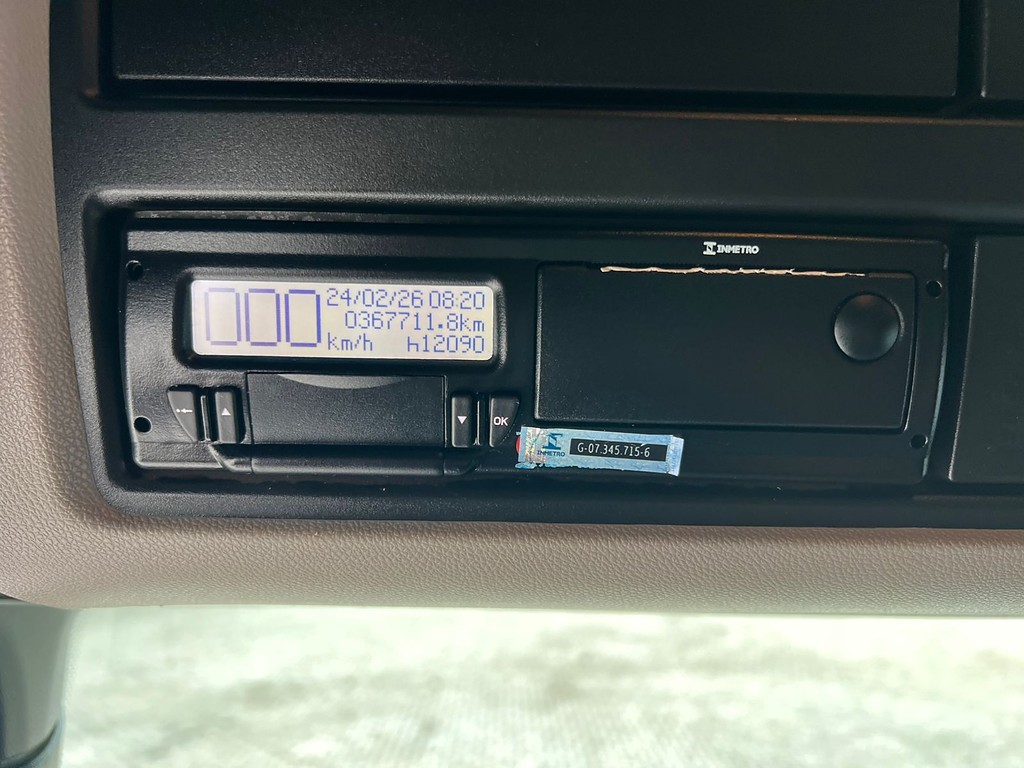 INMETRO
000
24/02/26 08:20
0367711.8km
km/h h12090
OK
INMETRO
G-07.345.715-6